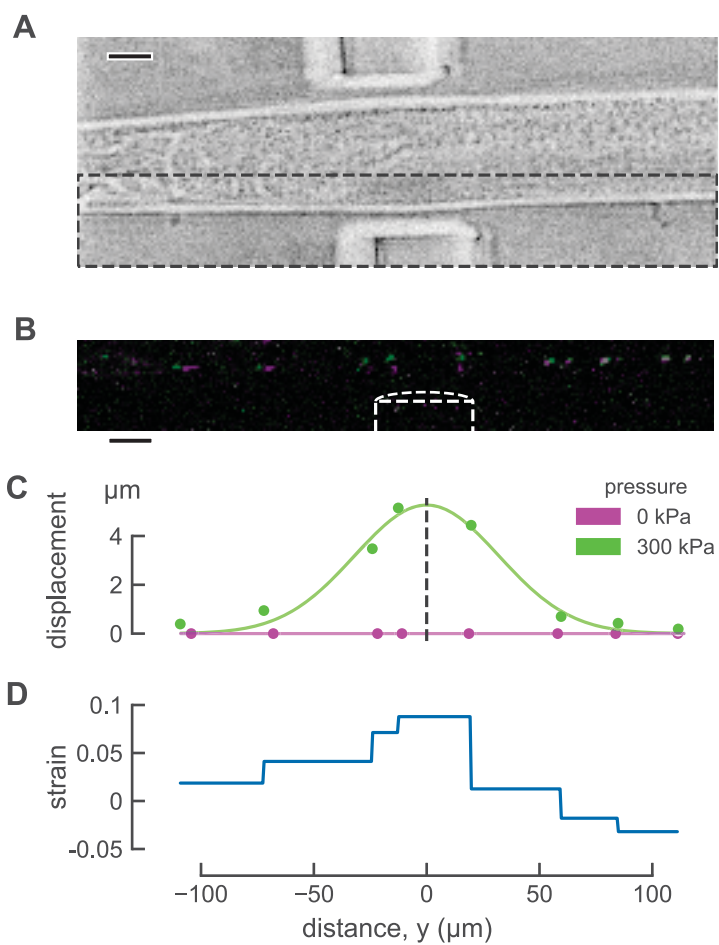 A
B
C
µm
displacement
4
2
0
pressure
0 kPa
300 kPa
D
strain
0.1
0.05
0
-0.05
−100
−50
0
50
100
distance, y (µm)